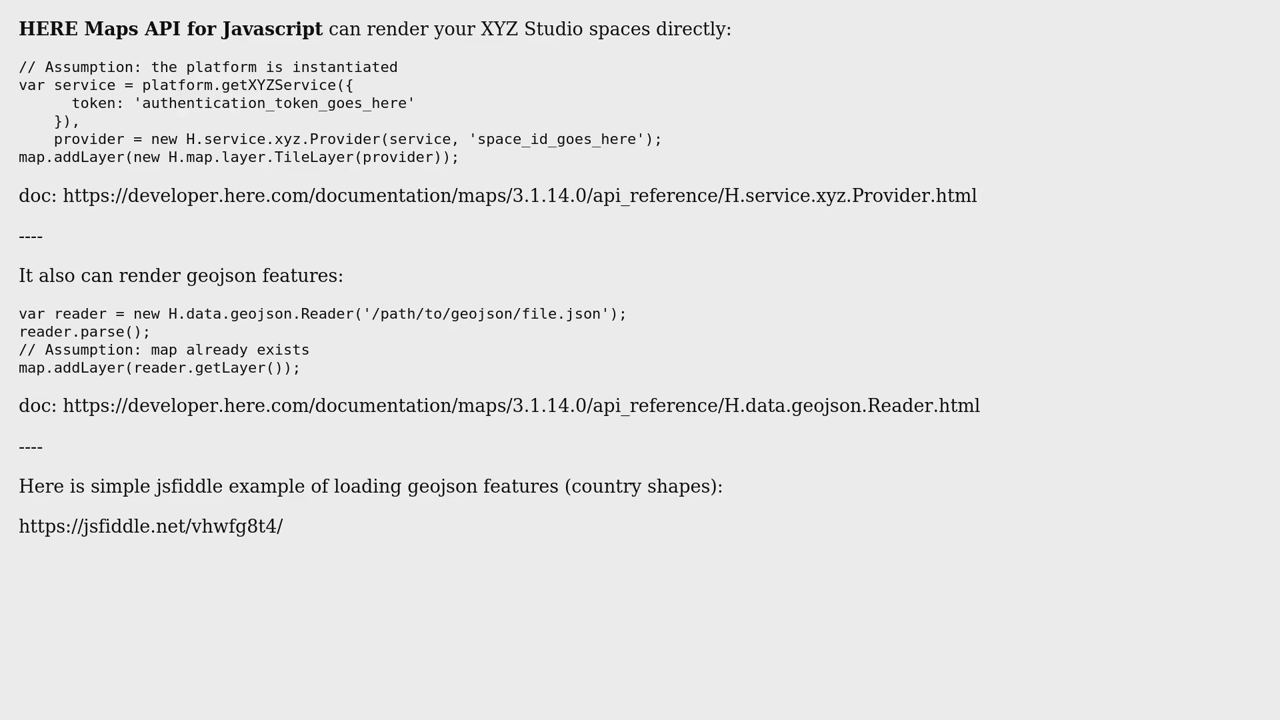 HERE Maps API for Javascript can render your XYZ Studio spaces directly:
// Assumption: the platform is instantiated
var service = platform.getXYZService({
      token: 'authentication_token_goes_here'
    }),
    provider = new H.service.xyz.Provider(service, 'space_id_goes_here');
map.addLayer(new H.map.layer.TileLayer(provider));
doc: https://developer.here.com/documentation/maps/3.1.14.0/api_reference/H.service.xyz.Provider.html
----
It also can render geojson features:
var reader = new H.data.geojson.Reader('/path/to/geojson/file.json');
reader.parse();
// Assumption: map already exists
map.addLayer(reader.getLayer());
doc: https://developer.here.com/documentation/maps/3.1.14.0/api_reference/H.data.geojson.Reader.html
----
Here is simple jsfiddle example of loading geojson features (country shapes):
https://jsfiddle.net/vhwfg8t4/